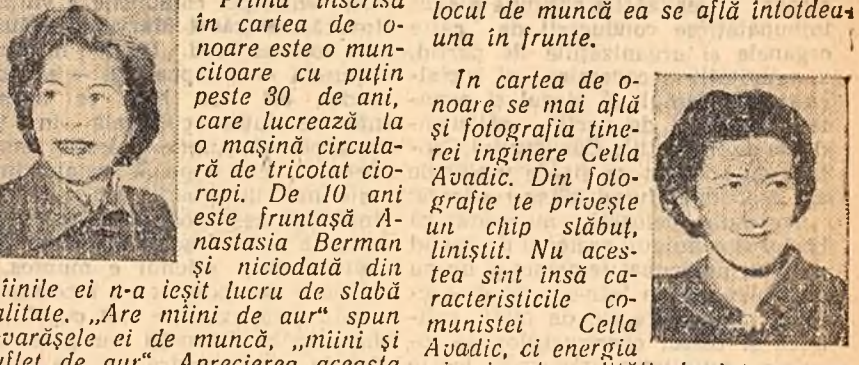 Prima înscrisă
în cartea de o-
noare este o mun-
citoare cu puțin
peste 30 de ani,
care lucrează la
o mașină circula-
ră de tricotat cio-
rapi. De 10 ani
este fruntașă A-
nastasia Berman
și niciodată din
îinile ei n-a ieșit lucru de slabă
alitate. „Are mîini de aur“ spun
varășele ei de muncă, „mîini și
uflet de aur“. Aprecierea aceasta
locul de muncă ea se află întotdea-
una în frunte.
In cartea de o-
noare se mai află
și fotografia tine-
rei inginere Cella
Avadic. Din foto-
grafie te privește
un chip slăbuț,
liniștit. Nu aces-
tea sînt însă ca-
racteristicile co-
munistei Cella
Avadic, ci energia